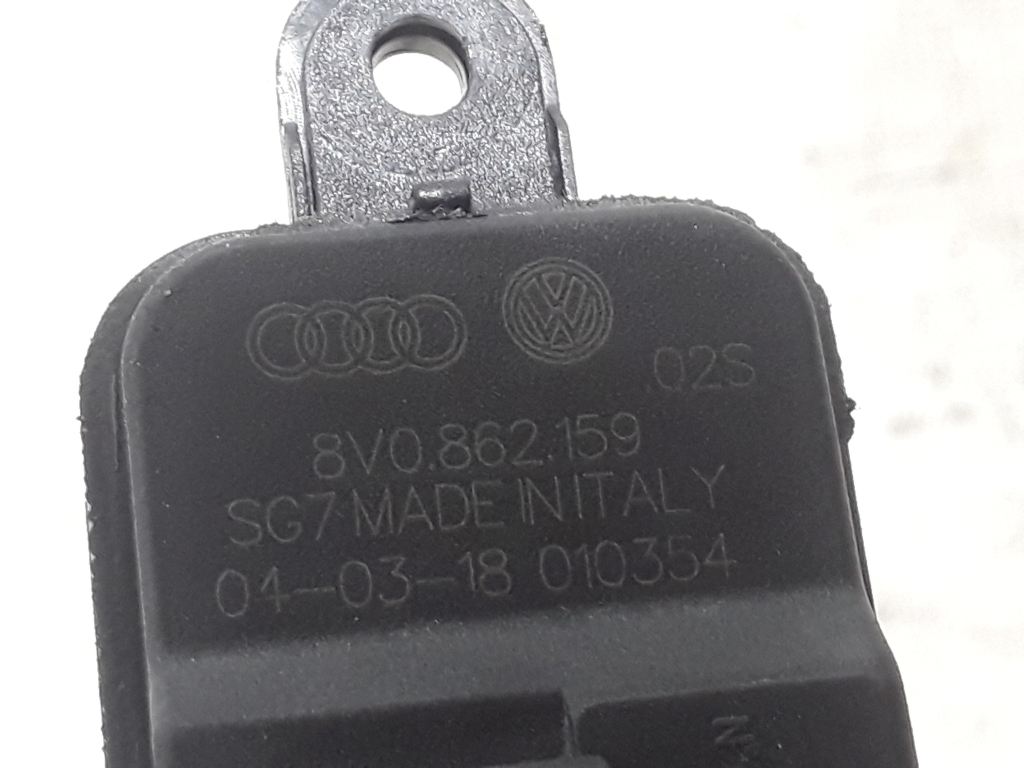 02S
8V0.862.159
SG7 MADE IN ITALY
04-03-18 010354